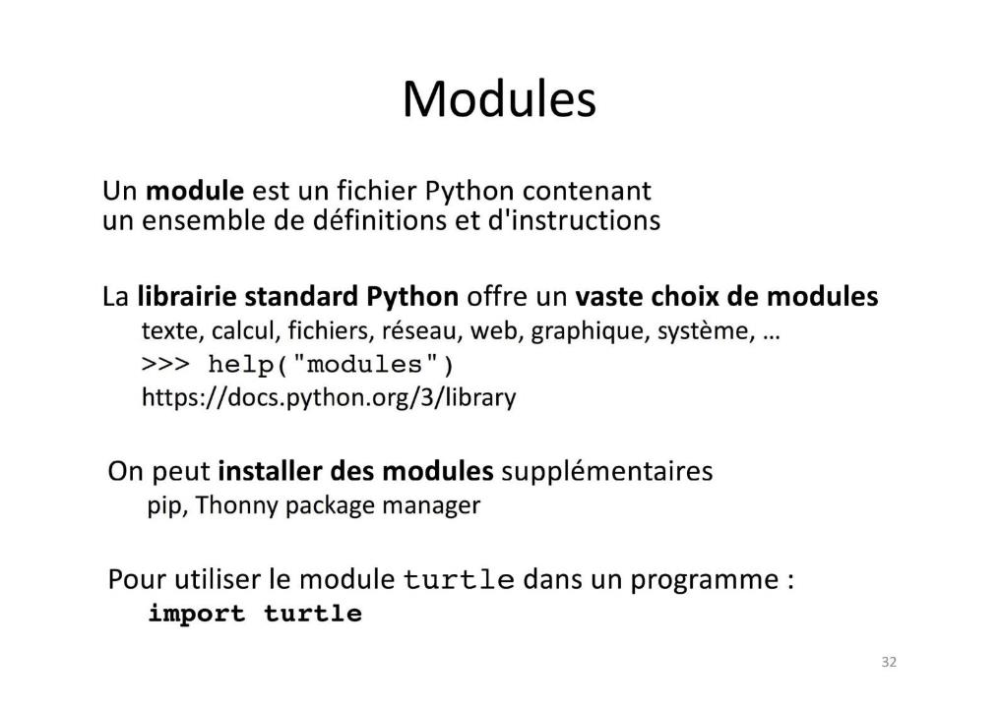 Modules
Un module est un fichier Python contenant
un ensemble de définitions et d'instructions
La librairie standard Python offre un vaste choix de modules
texte, calcul, fichiers, réseau, web, graphique, système, …
>>> help("modules")
https://docs.python.org/3/library
On peut installer des modules supplémentaires
pip, Thonny package manager
Pour utiliser le module turtle dans un programme :
import turtle
32